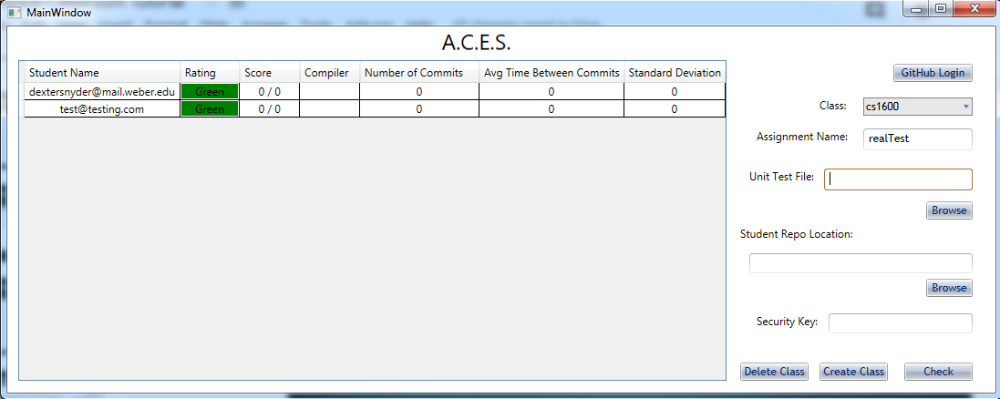 MainWindow
A.C.E.S.
Student Name Rating Score Compiler Number of Commits Avg Time Between Commits Standard Deviation
dextersnyder@mail.weber.edu Green 0 / 0 0 0 0
test@testing.com Green 0 / 0 0 0 0
GitHub Login
Class: cs1600
Assignment Name: realTest
Unit Test File:
Browse
Student Repo Location:
Browse
Security Key:
Delete Class Create Class Check